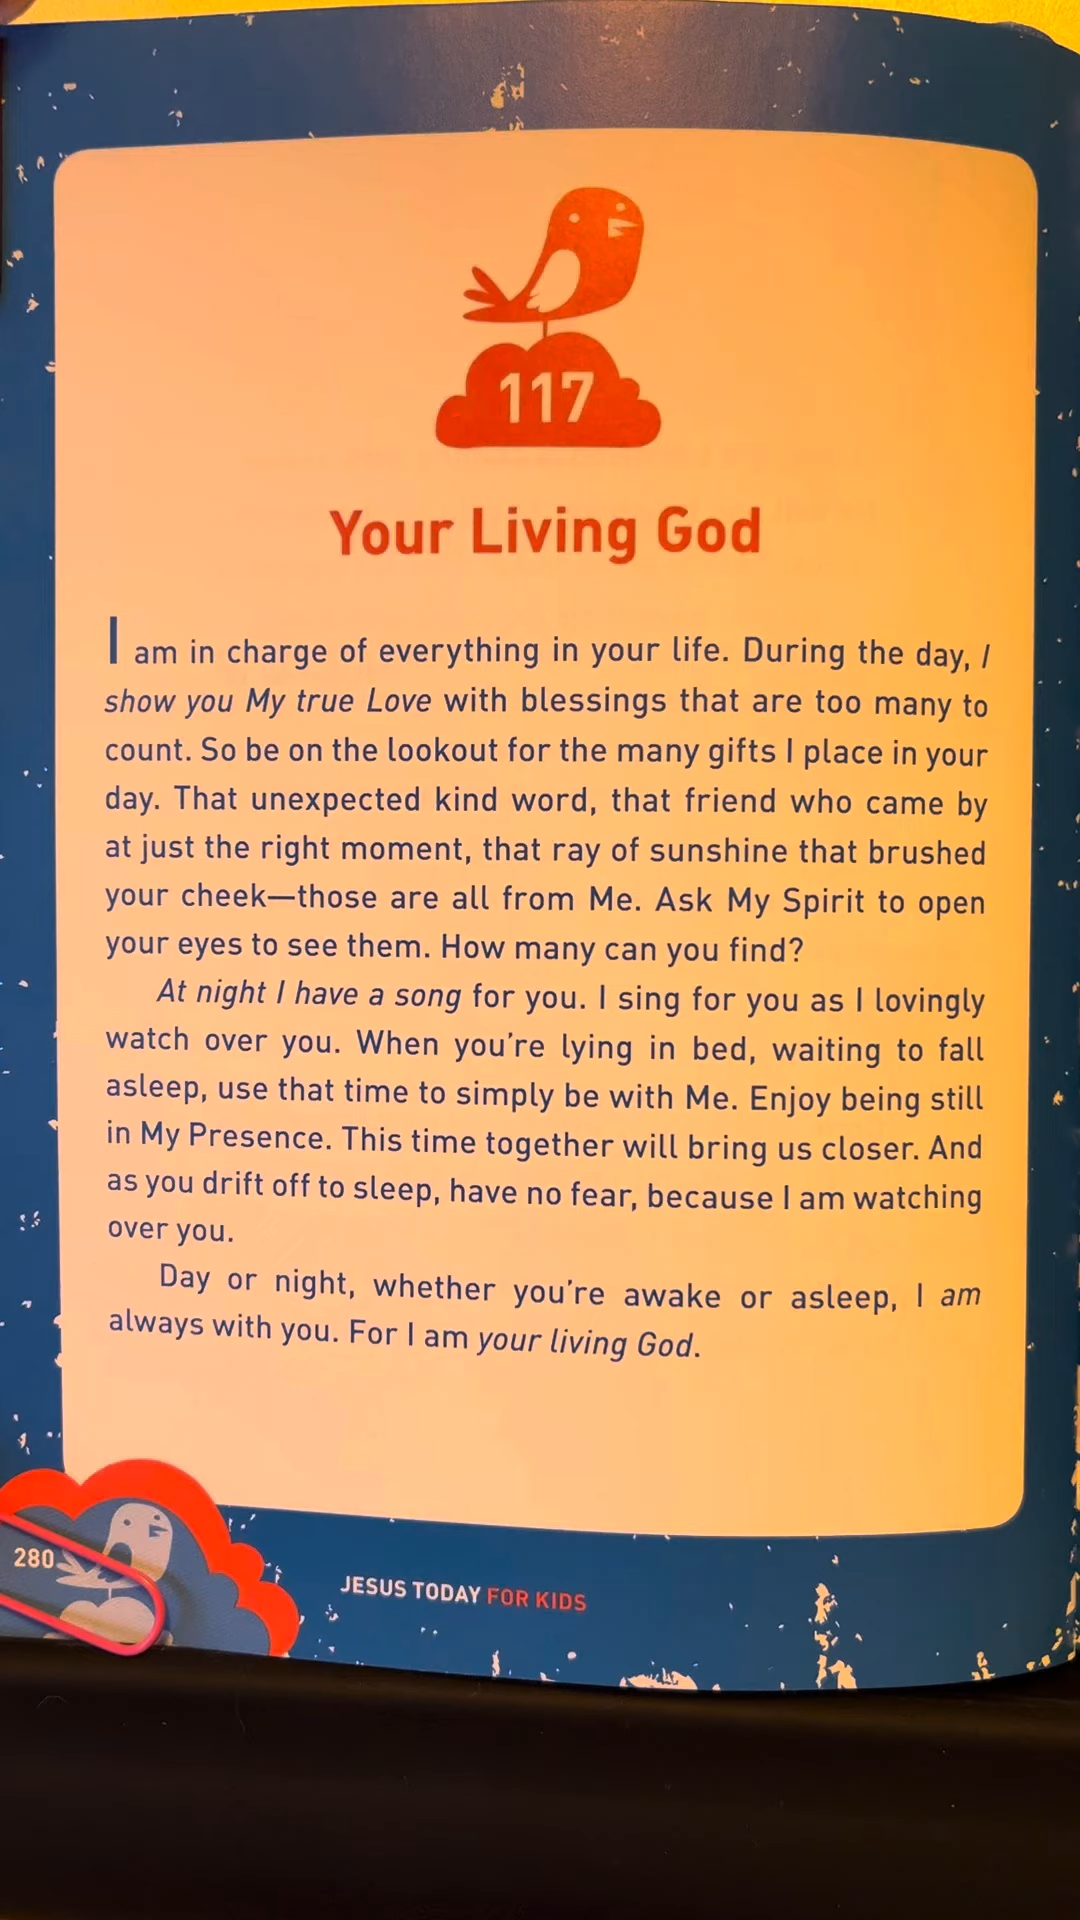 117
Your Living God
I am in charge of everything in your life. During the day, I
show you My true Love with blessings that are too many to
count. So be on the lookout for the many gifts I place in your
day. That unexpected kind word, that friend who came by
at just the right moment, that ray of sunshine that brushed
your cheek—those are all from Me. Ask My Spirit to open
your eyes to see them. How many can you find?
At night I have a song for you. I sing for you as I lovingly
watch over you. When you're lying in bed, waiting to fall
asleep, use that time to simply be with Me. Enjoy being still
in My Presence. This time together will bring us closer. And
as you drift off to sleep, have no fear, because I am watching
over you.
Day or night, whether you're awake or asleep, I am
always with you. For I am your living God.
280
JESUS TODAY FOR KIDS